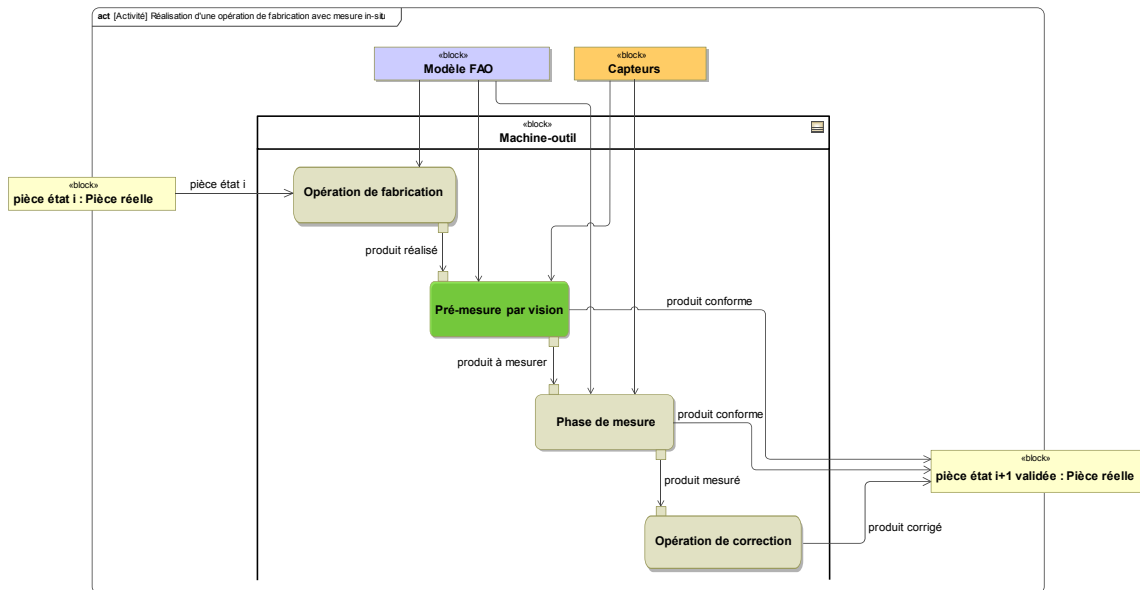 act [Activité] Réalisation d'une opération de fabrication avec mesure in-situ
«block»
Modèle FAO
«block»
Capteurs
«block»
Machine-outil
«block»
pièce état i : Pièce réelle
pièce état i
Opération de fabrication
produit réalisé
Pré-mesure par vision
produit conforme
produit à mesurer
Phase de mesure
produit conforme
«block»
pièce état i+1 validée : Pièce réelle
produit mesuré
Opération de correction
produit corrigé